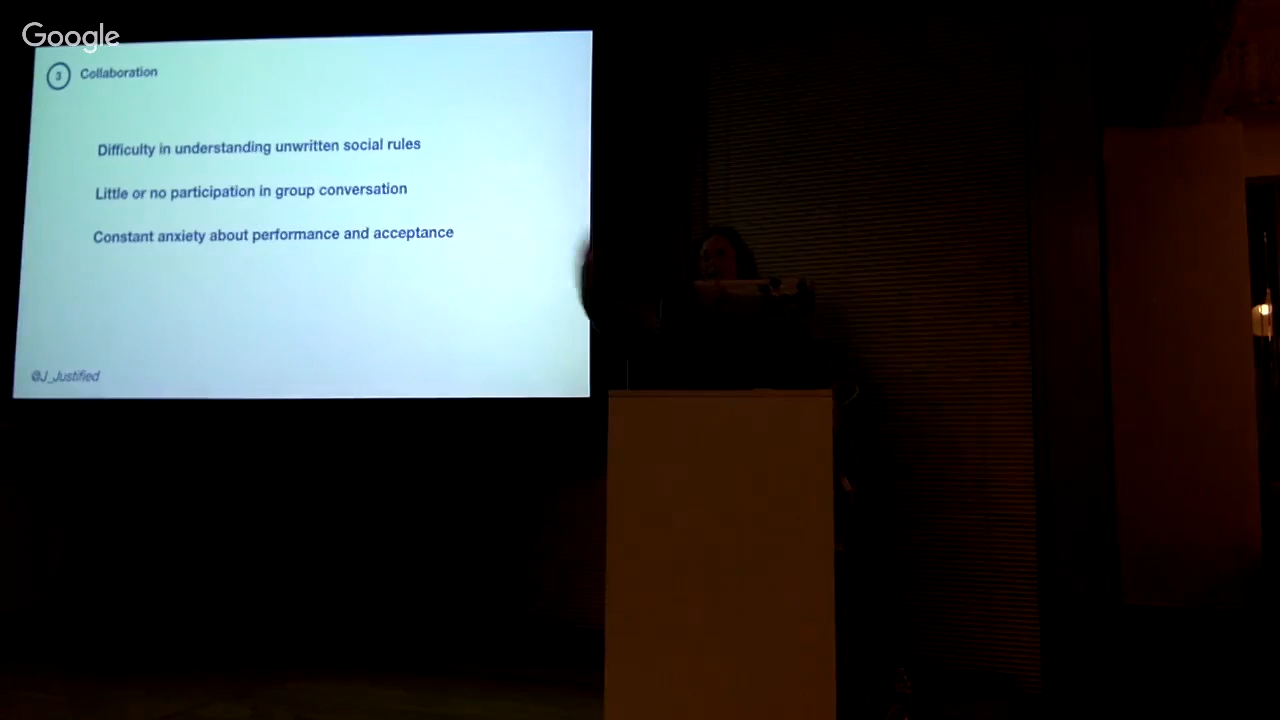 Google
3 Collaboration
Difficulty in understanding unwritten social rules
Little or no participation in group conversation
Constant anxiety about performance and acceptance
@J_Justified